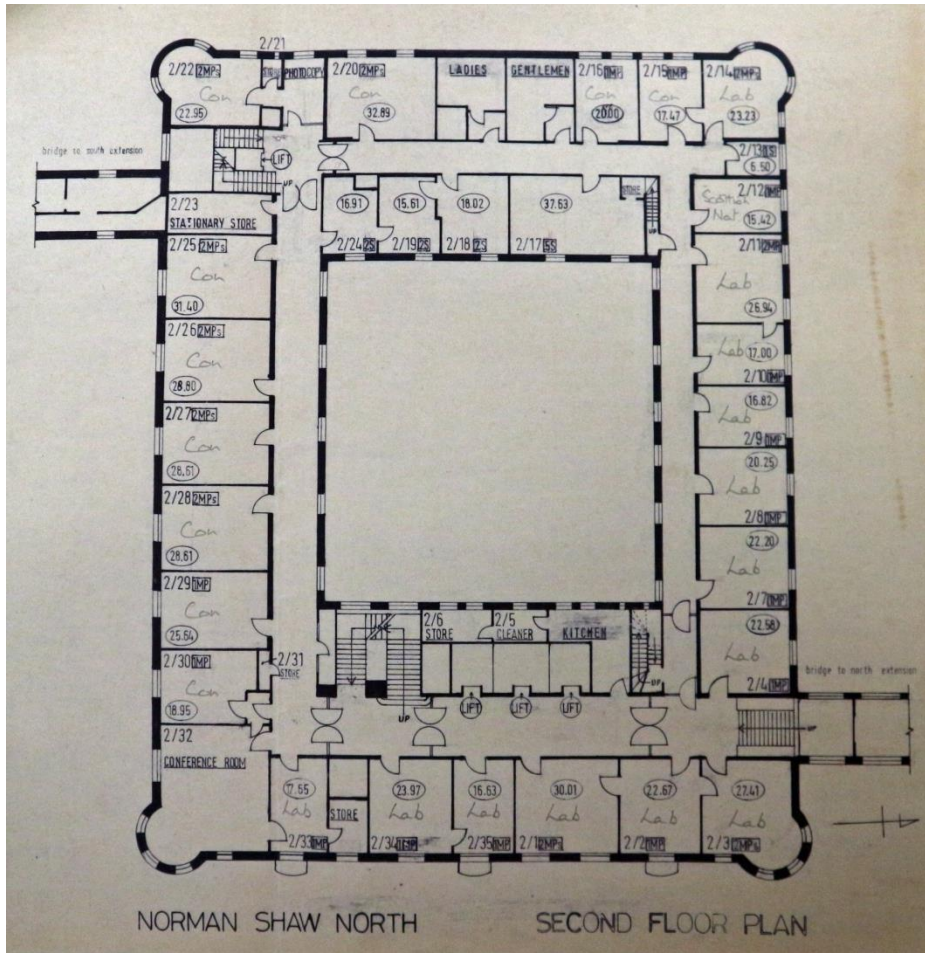 2/21
2/22 2MPs
Con
22.95
PHOTOCOPY
2/20 2MPs
Con
32.89
LADIES
GENTLEMEN
2/16 1MP
Con
20.00
2/15 1MP
Con
17.47
2/14 2MPs
Lab
23.23
bridge to south extension
LIFT
UP
2/13
6.50
2/23
STATIONARY STORE
16.91
2/24 2S
15.61
2/19 2S
18.02
2/18 2S
37.63
2/17 5S
STORE
UP
2/12 1MP
Scottish
Nat
15.42
2/25 2MPs
Con
31.40
2/11 2MP
Lab
26.94
2/26 2MPs
Con
28.80
Lab 17.00
2/10 1MP
2/27 2MPs
Con
28.61
16.82
Lab
2/9 1MP
2/28 2MPs
Con
28.61
20.25
Lab
2/8 1MP
2/29 1MP
Con
25.64
22.20
Lab
2/7 1MP
2/6
STORE
2/5
CLEANER
KITCHEN
22.58
Lab
2/4 1MP
2/30 1MP
Con
18.95
2/31
STORE
UP
LIFT
LIFT
LIFT
UP
bridge to north extension
UP
2/32
CONFERENCE ROOM
17.55
Lab
2/33 1MP
STORE
23.97
Lab
2/34
16.63
Lab
2/35 1MP
30.01
Lab
2/1 2MPs
22.67
Lab
2/2 1MP
27.41
Lab
2/3 2MPs
NORMAN SHAW NORTH
SECOND FLOOR PLAN